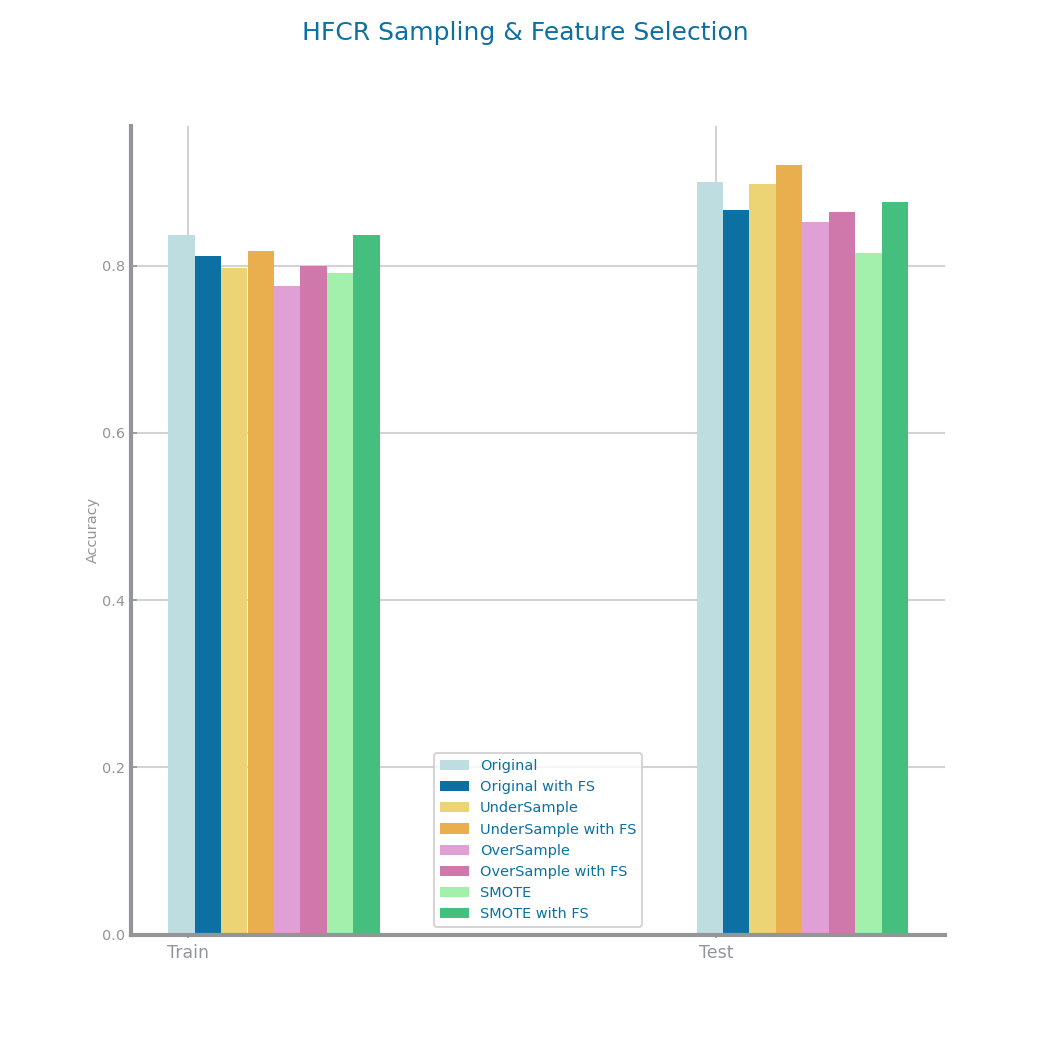 HFCR Sampling & Feature Selection
Accuracy
0.8
0.6
0.4
0.2
0.0
Original
Original with FS
UnderSample
UnderSample with FS
OverSample
OverSample with FS
SMOTE
SMOTE with FS
Train
Test